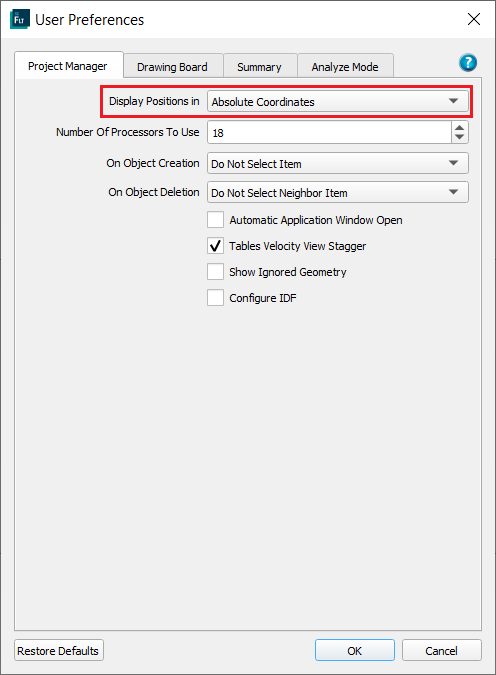 FLT User Preferences
Project Manager Drawing Board Summary Analyze Mode ?
Display Positions in Absolute Coordinates
Number Of Processors To Use 18
On Object Creation Do Not Select Item
On Object Deletion Do Not Select Neighbor Item
Automatic Application Window Open
Tables Velocity View Stagger
Show Ignored Geometry
Configure IDF
Restore Defaults OK Cancel